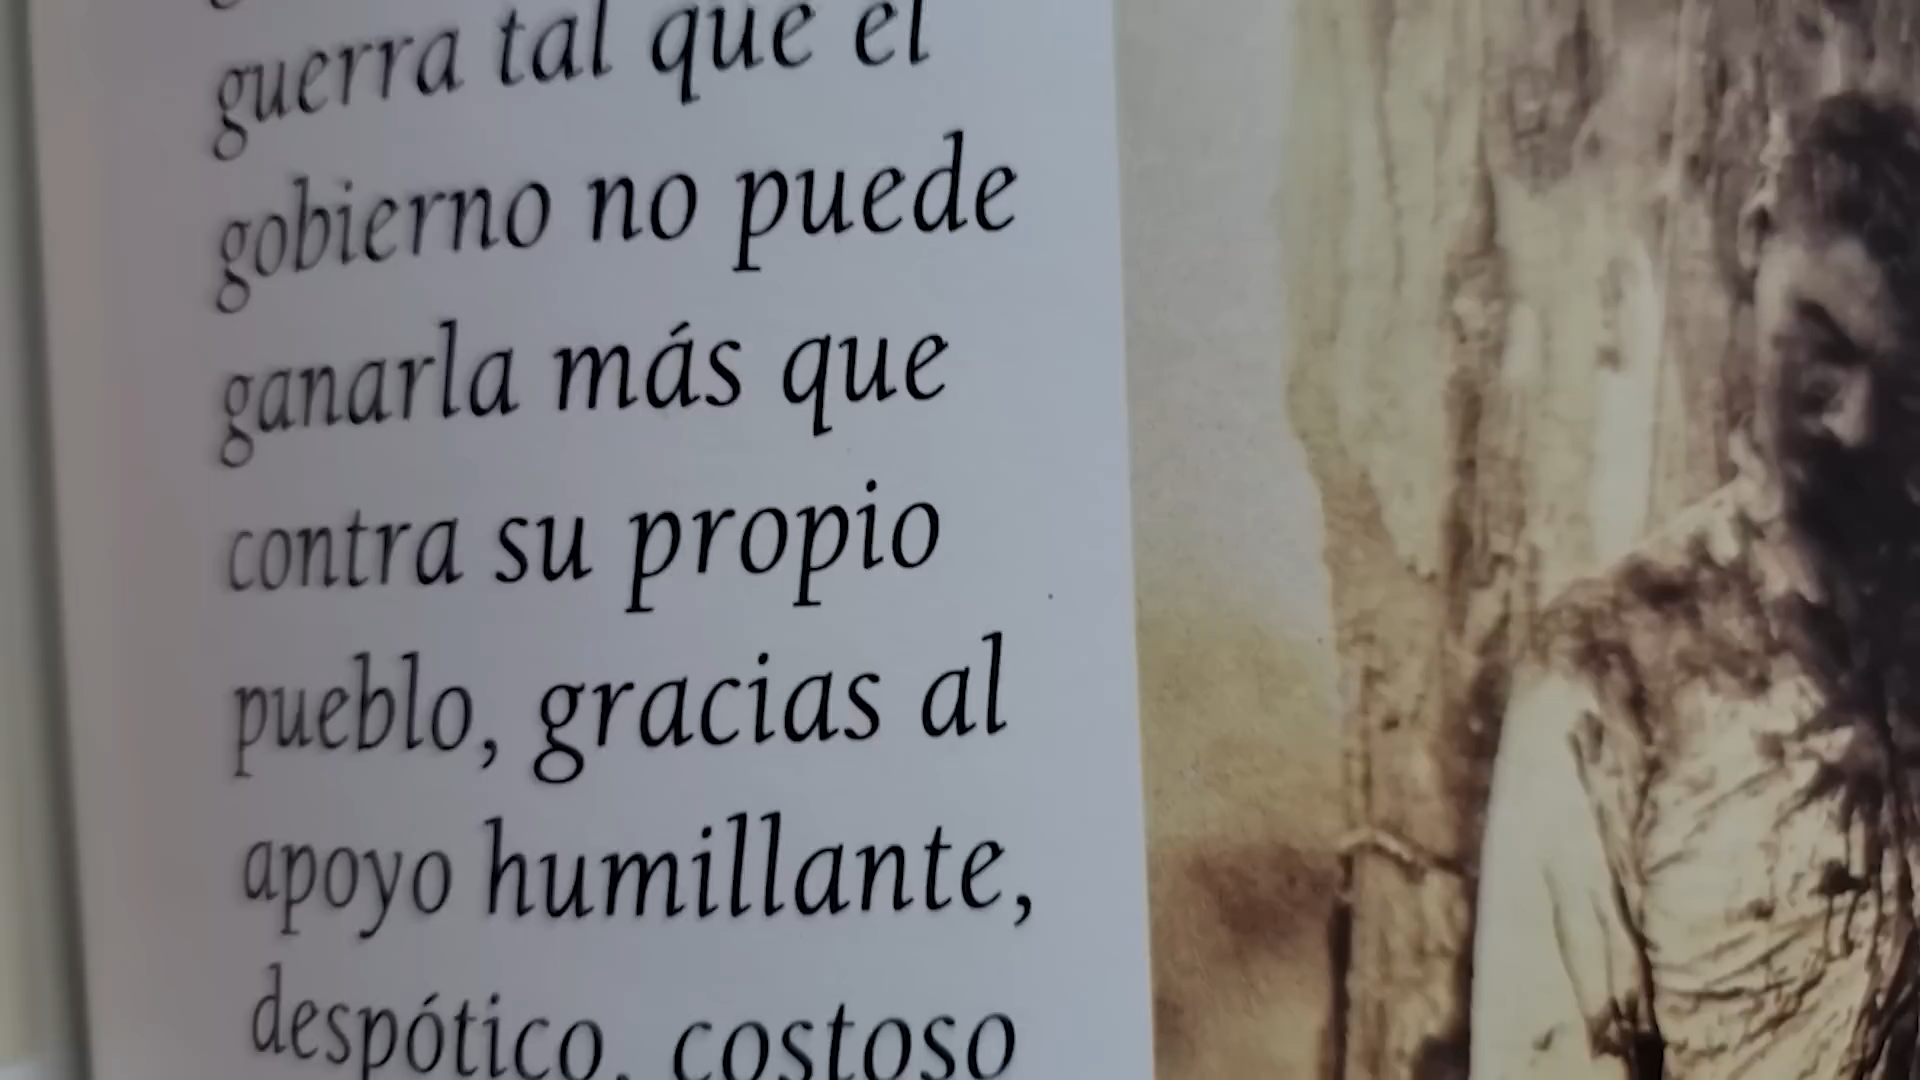 guerra tal que el
gobierno no puede
ganarla más que
contra su propio
pueblo, gracias al
apoyo humillante,
despótico, costoso